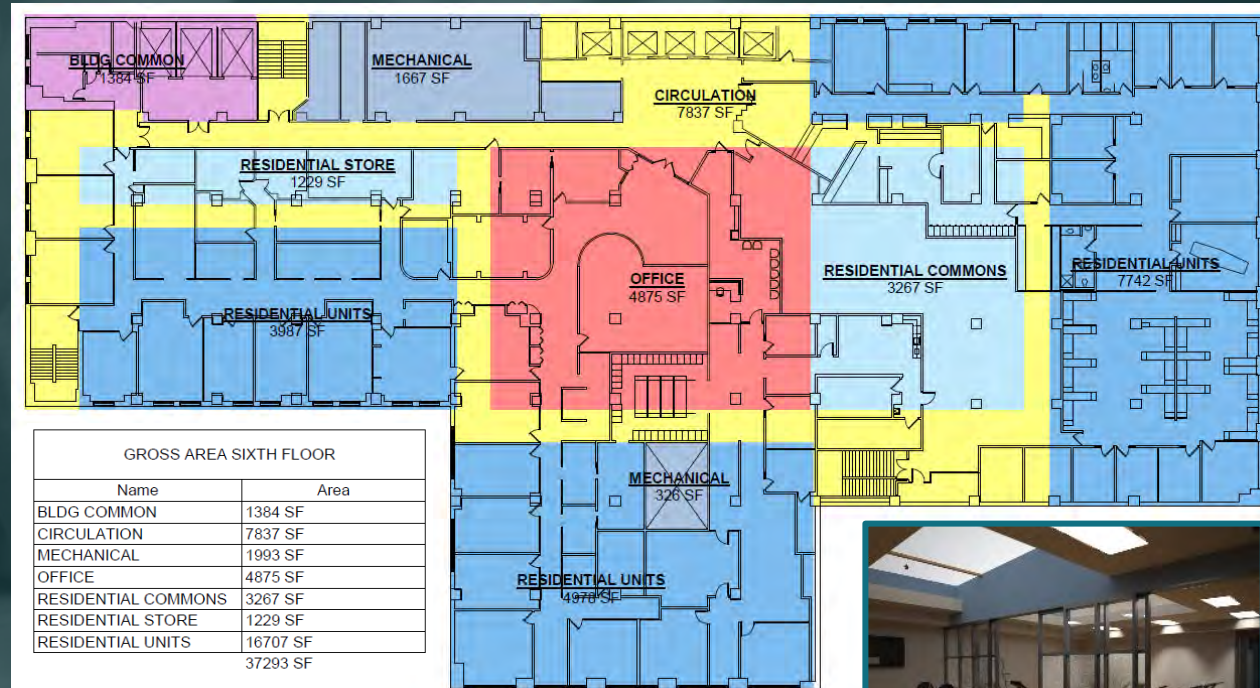 BLDG COMMON
1384 SF
MECHANICAL
1667 SF
CIRCULATION
7837 SF
RESIDENTIAL STORE
1229 SF
OFFICE
4875 SF
RESIDENTIAL COMMONS
3267 SF
RESIDENTIAL UNITS
7742 SF
RESIDENTIAL UNITS
3987 SF
MECHANICAL
326 SF
RESIDENTIAL UNITS
4978 SF
GROSS AREA SIXTH FLOOR
Name Area
BLDG COMMON 1384 SF
CIRCULATION 7837 SF
MECHANICAL 1993 SF
OFFICE 4875 SF
RESIDENTIAL COMMONS 3267 SF
RESIDENTIAL STORE 1229 SF
RESIDENTIAL UNITS 16707 SF
37293 SF